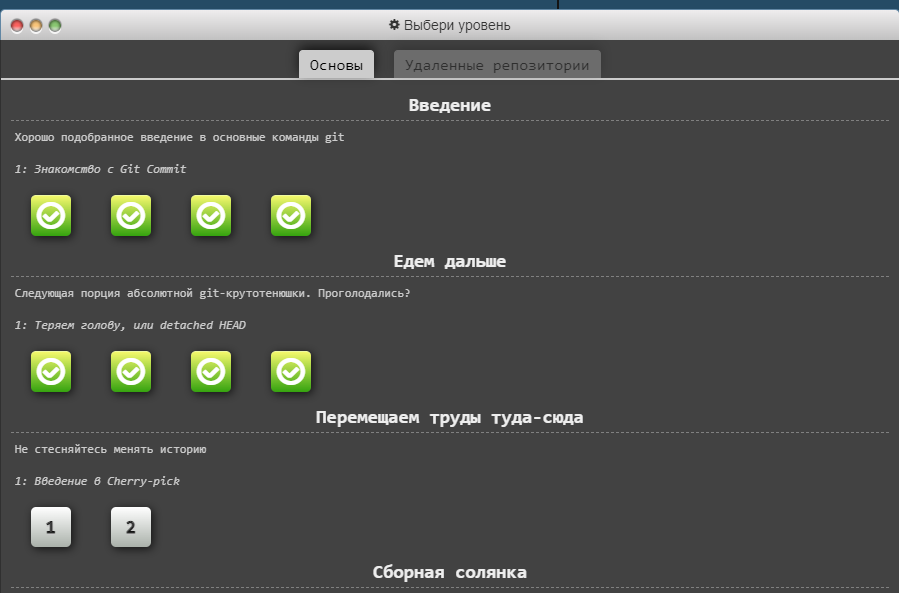 Выбери уровень
Основы
Удаленные репозитории
Введение
Хорошо подобранное введение в основные команды git
1: Знакомство с Git Commit
Едем дальше
Следующая порция абсолютной git-крутотенюшки. Проголодались?
1: Теряем голову, или detached HEAD
Перемещаем труды туда-сюда
Не стесняйтесь менять историю
1: Введение в Cherry-pick
1 2
Сборная солянка